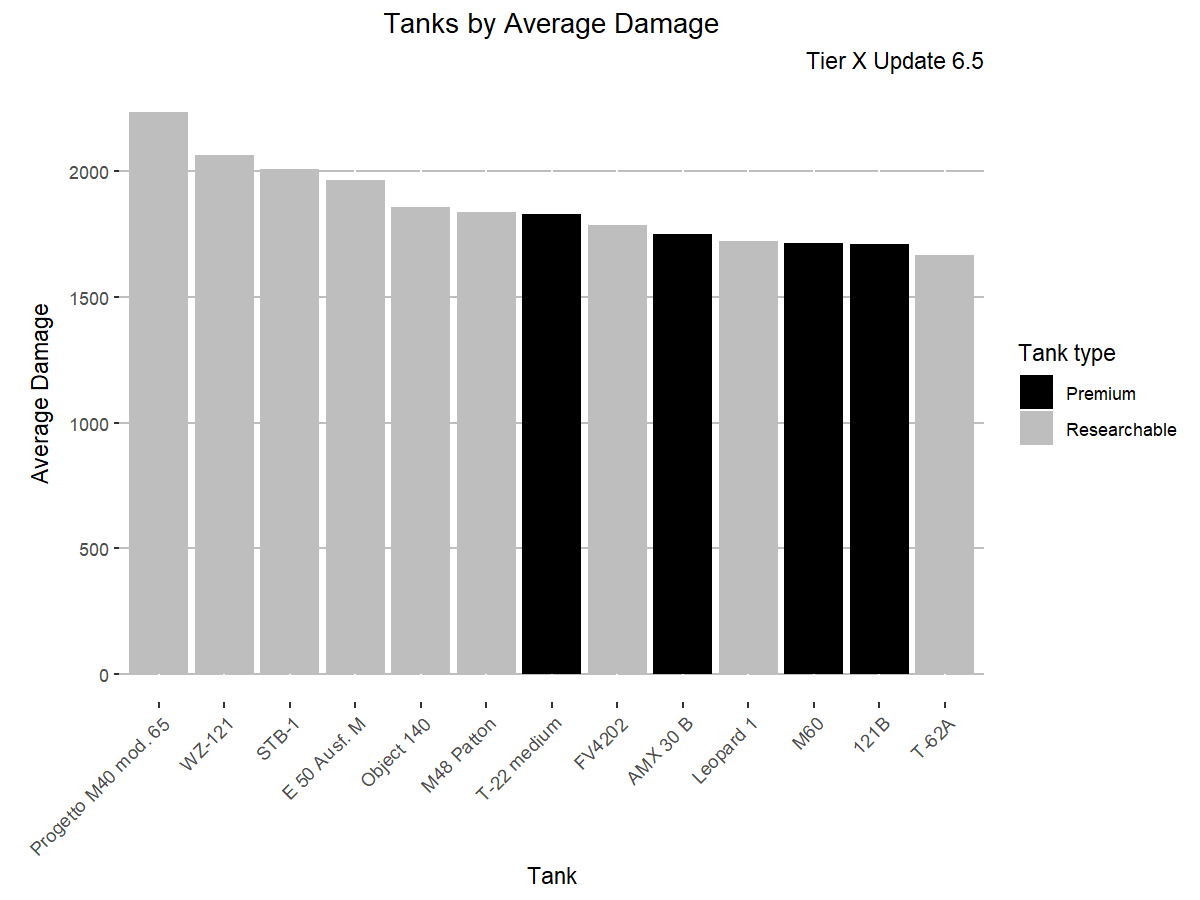 Tanks by Average Damage
Tier X Update 6.5
Average Damage
2000
1500
1000
500
0
Progetto M40 mod. 65
WZ-121
STB-1
E 50 Ausf. M
Object 140
M48 Patton
T-22 medium
FV4202
AMX 30 B
Leopard 1
M60
121B
T-62A
Tank
Tank type
Premium
Researchable